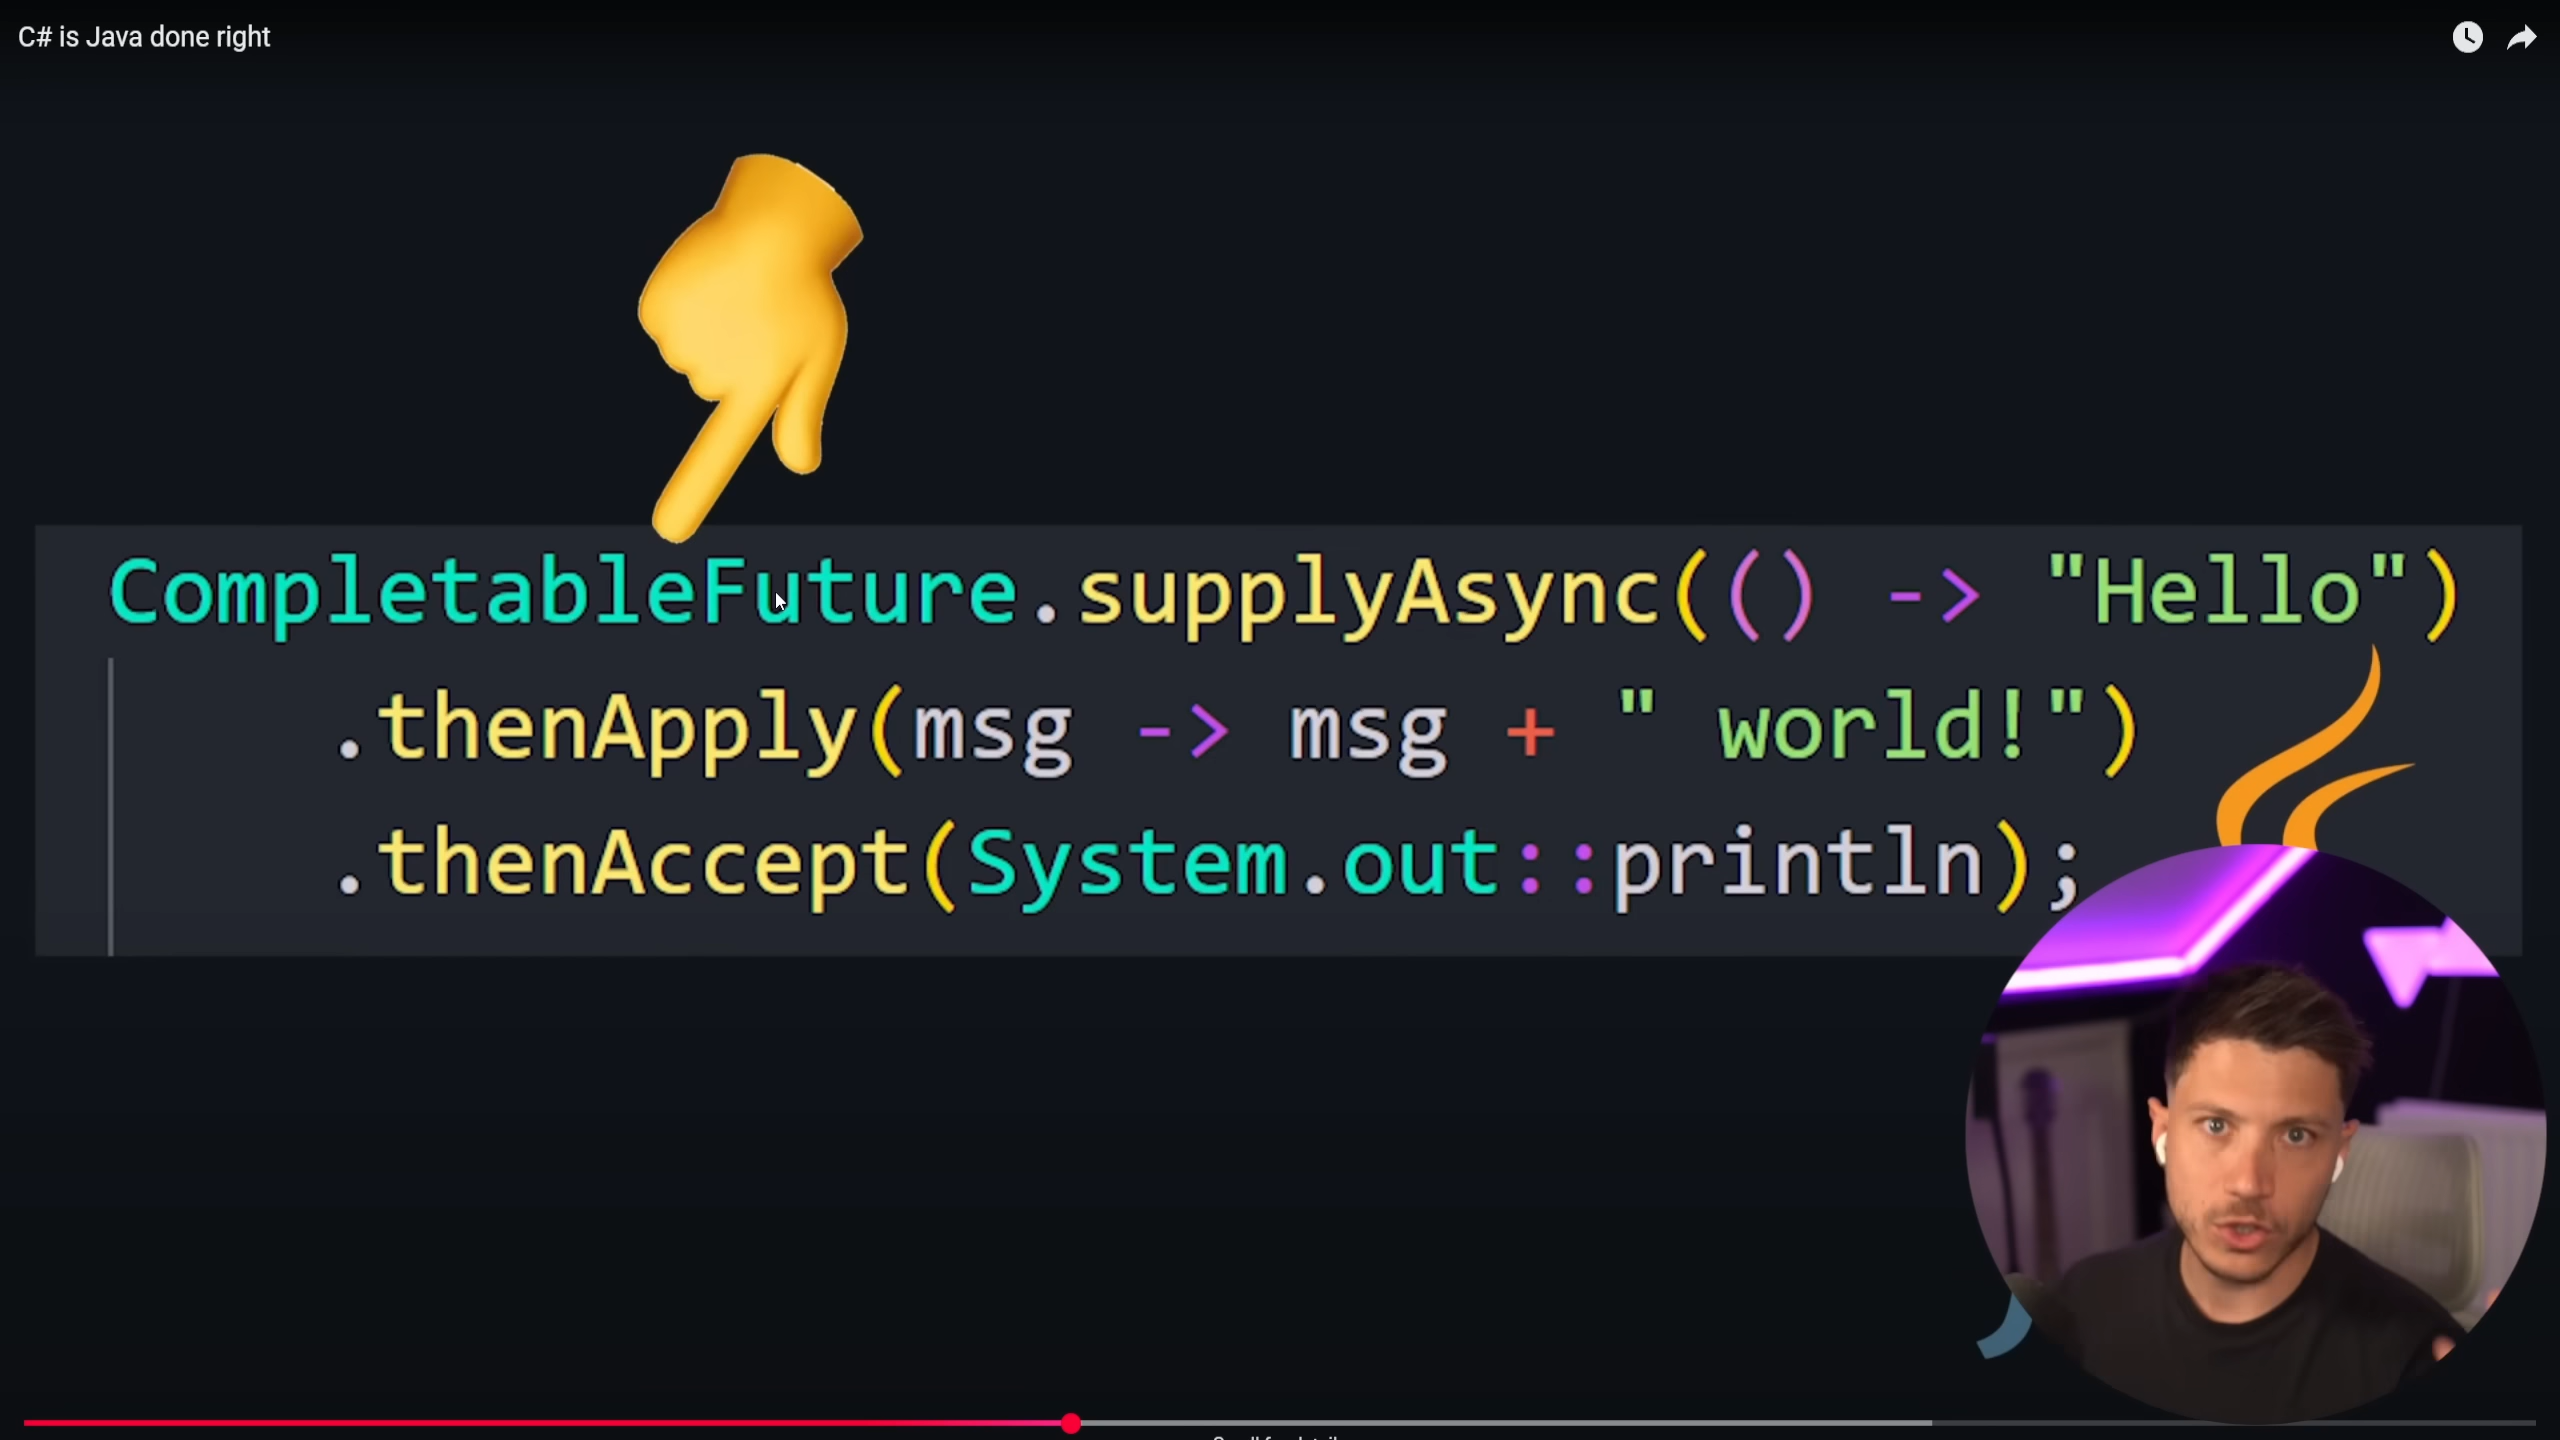 C# is Java done right
CompletableFuture.supplyAsync(() -> "Hello")
.thenApply(msg -> msg + " world!")
.thenAccept(System.out::println);